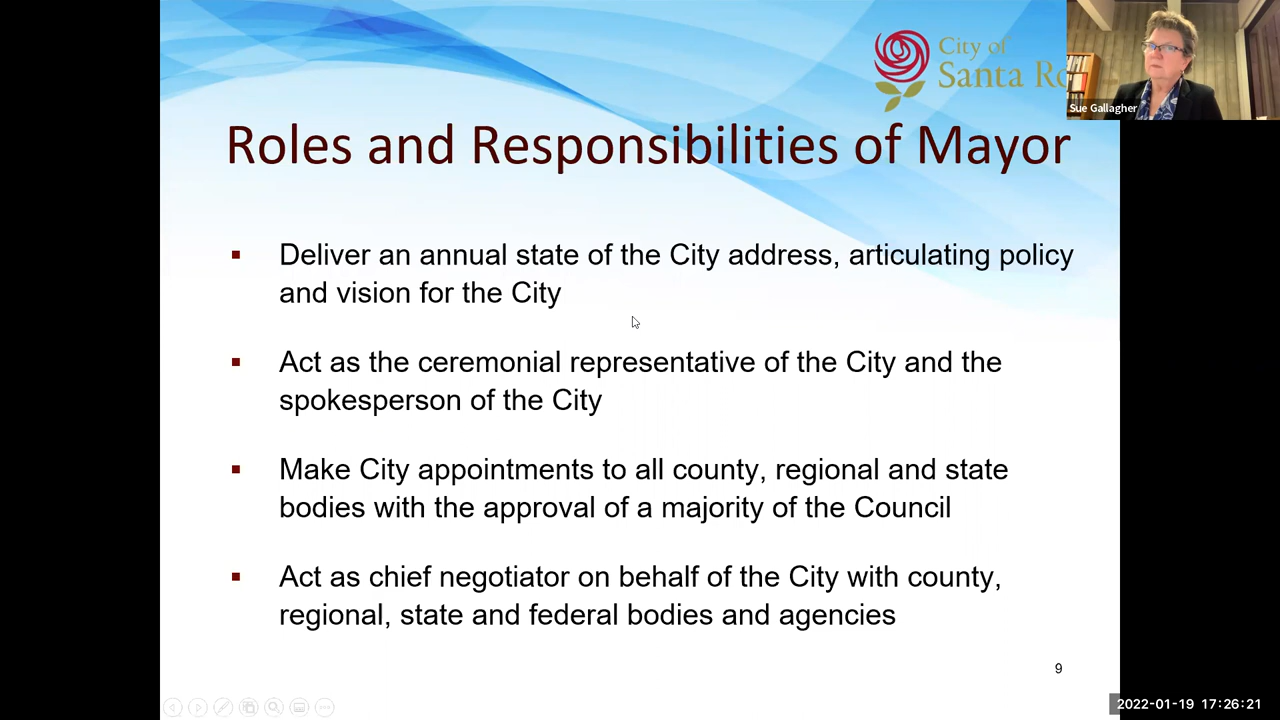 City of
Santa Ro
Sue Gallagher
Roles and Responsibilities of Mayor
▪ Deliver an annual state of the City address, articulating policy
and vision for the City
▪ Act as the ceremonial representative of the City and the
spokesperson of the City
▪ Make City appointments to all county, regional and state
bodies with the approval of a majority of the Council
▪ Act as chief negotiator on behalf of the City with county,
regional, state and federal bodies and agencies
9
2022-01-19 17:26:21